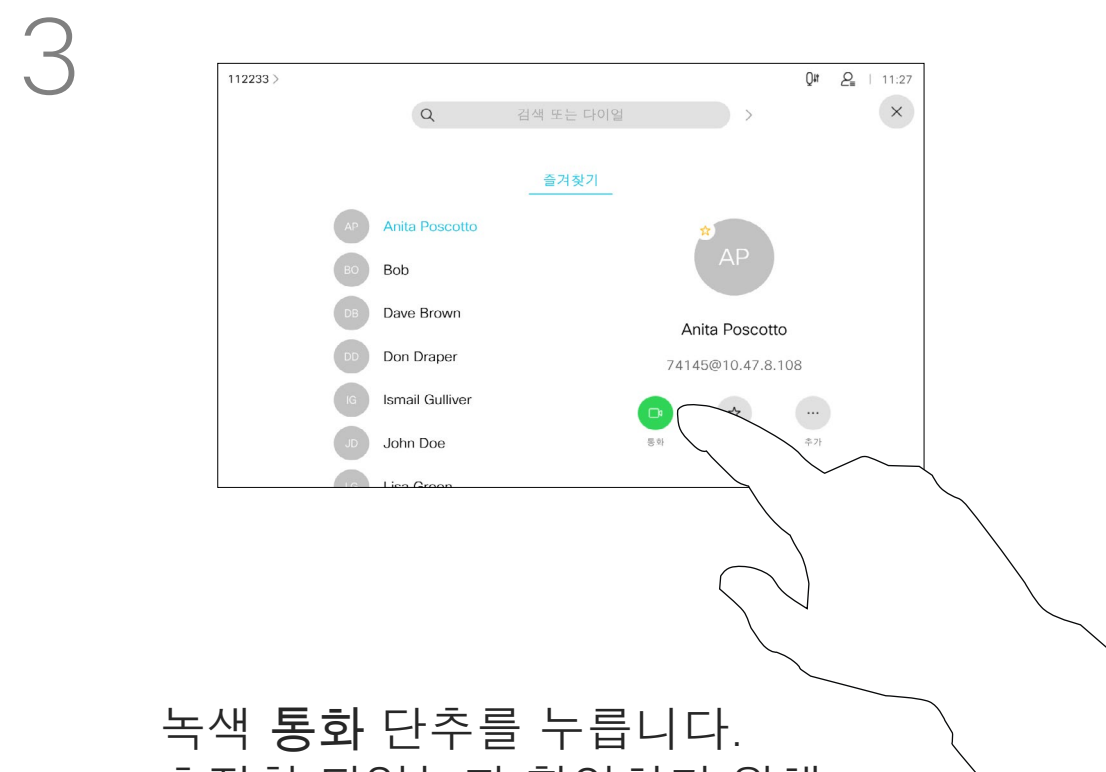 3
112233 >
11:27
검색 또는 다이얼
즐겨찾기
AP Anita Poscotto
BO Bob
DB Dave Brown
DD Don Draper
IG Ismail Gulliver
JD John Doe
AP
Anita Poscotto
74145@10.47.8.108
통화
추가
녹색 통화 단추를 누릅니다.